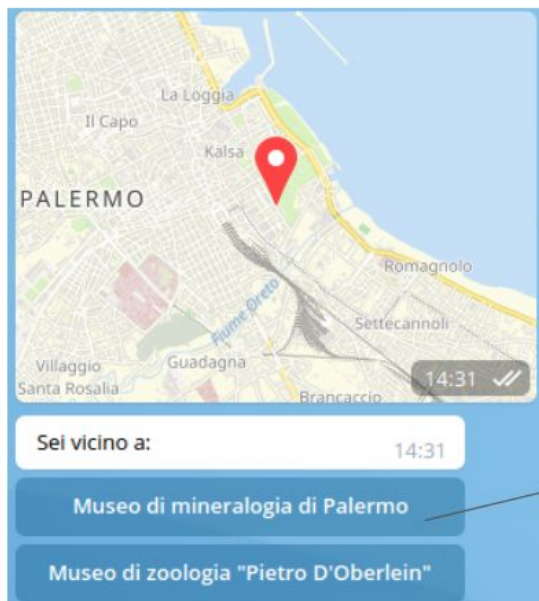 La Loggia
Il Capo
Kalsa
PALERMO
Romagnolo
Fiume Oreto
Settecannoli
Villaggio
Santa Rosalia
Guadagna
Brancaccio
14:31
Sei vicino a:
14:31
Museo di mineralogia di Palermo
Museo di zoologia "Pietro D'Oberlein"